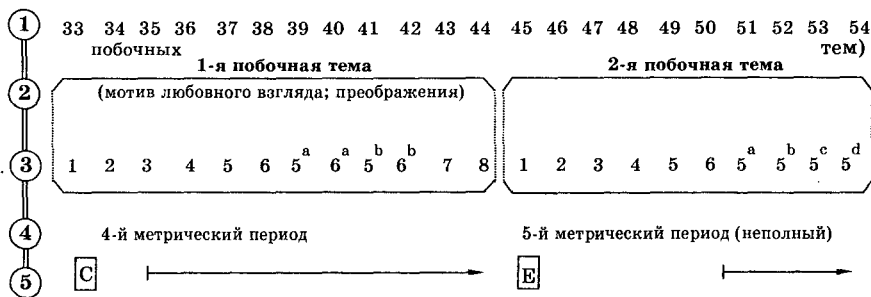 1 33 34 35 36 37 38 39 40 41 42 43 44 45 46 47 48 49 50 51 52 53 54
побочных тем)
1-я побочная тема 2-я побочная тема
2 (мотив любовного взгляда; преображения)
3 1 2 3 4 5 6 5a 6a 5b 6b 7 8 1 2 3 4 5 6 5a 5b 5c 5d
4 4-й метрический период 5-й метрический период (неполный)
5 C E